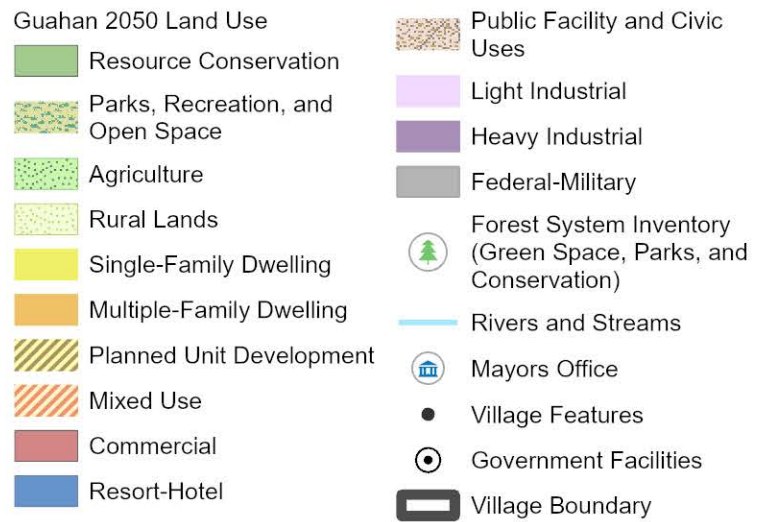 Guahan 2050 Land Use
Resource Conservation
Parks, Recreation, and
Open Space
Agriculture
Rural Lands
Single-Family Dwelling
Multiple-Family Dwelling
Planned Unit Development
Mixed Use
Commercial
Resort-Hotel
Public Facility and Civic
Uses
Light Industrial
Heavy Industrial
Federal-Military
Forest System Inventory
(Green Space, Parks, and
Conservation)
Rivers and Streams
Mayors Office
Village Features
Government Facilities
Village Boundary